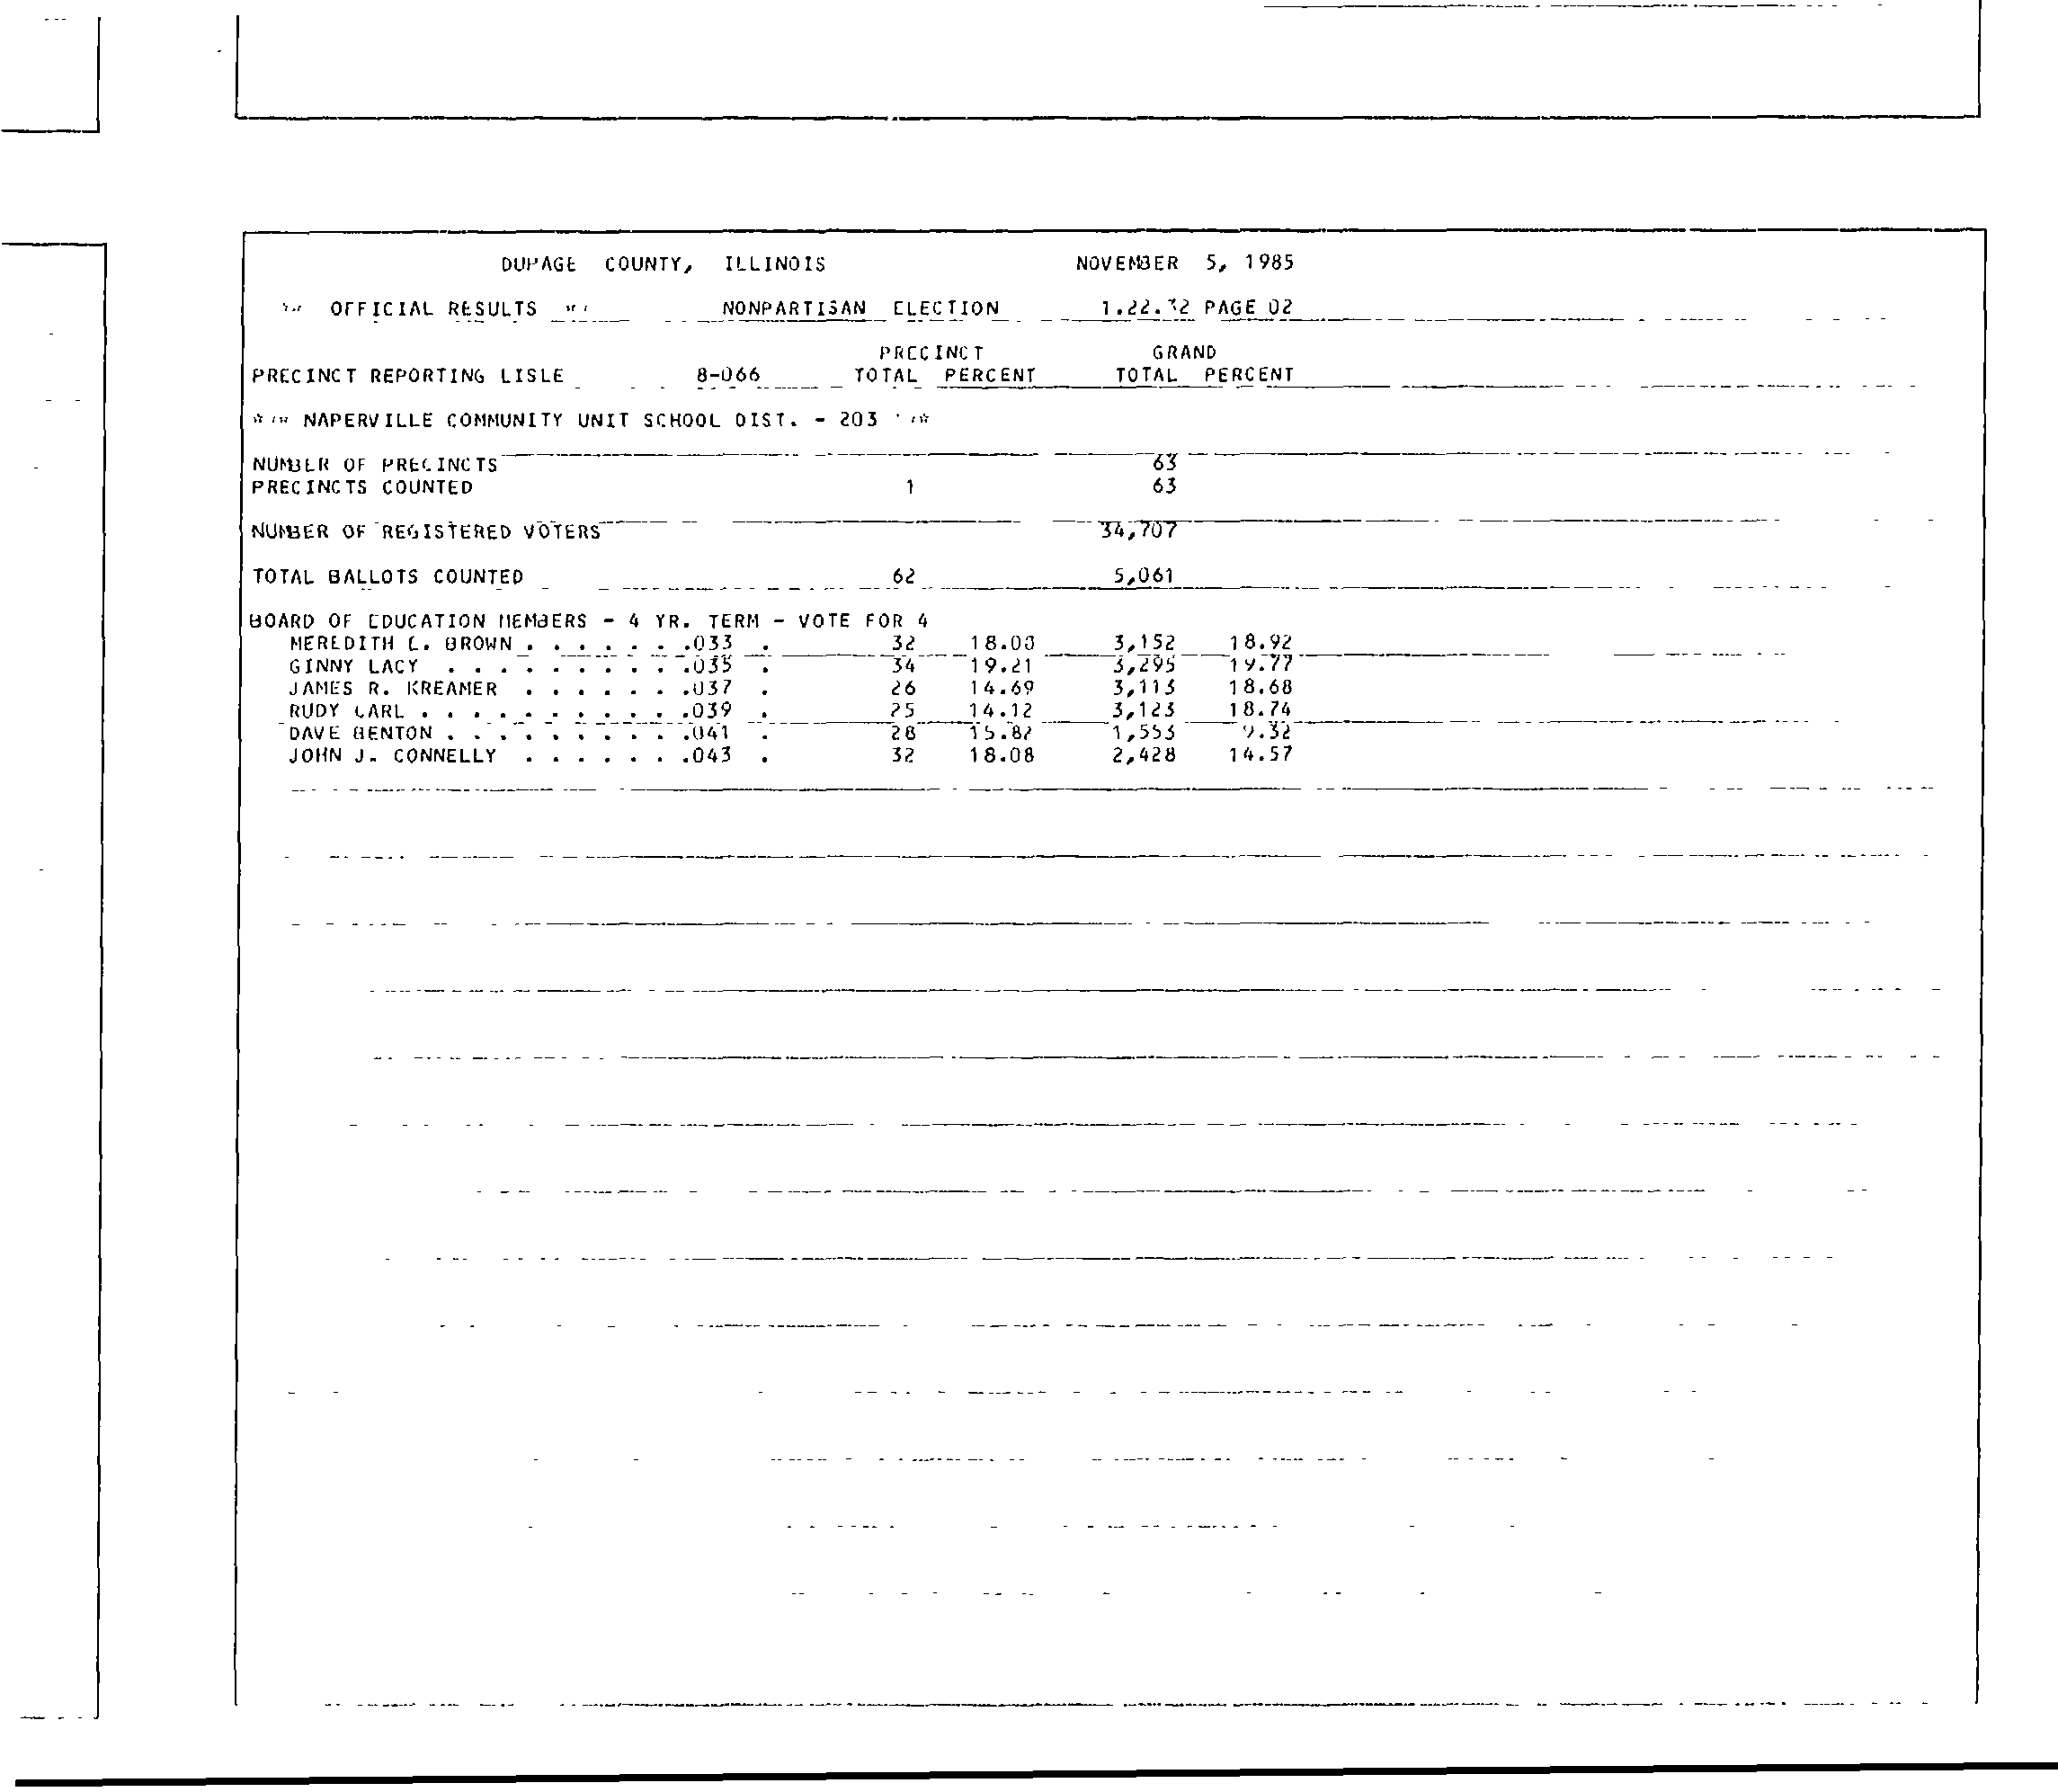 DUPAGE COUNTY, ILLINOIS NOVEMBER 5, 1985
OFFICIAL RESULTS NONPARTISAN ELECTION 1.22.32 PAGE 02
PRECINCT GRAND
PRECINCT REPORTING LISLE 8-066 TOTAL PERCENT TOTAL PERCENT
NAPERVILLE COMMUNITY UNIT SCHOOL DIST. - 203
NUMBER OF PRECINCTS 63
PRECINCTS COUNTED 1 63
NUMBER OF REGISTERED VOTERS 34,707
TOTAL BALLOTS COUNTED 62 5,061
BOARD OF EDUCATION MEMBERS - 4 YR. TERM - VOTE FOR 4
MEREDITH E. BROWN . . . . . . .033 . 32 18.08 3,152 18.92
GINNY LACY . . . . . . . . . .035 . 34 19.21 3,295 19.77
JAMES R. KREAMER . . . . . . .037 . 26 14.69 3,113 18.68
RUDY CARL . . . . . . . . . . .039 . 25 14.12 3,123 18.74
DAVE BENTON . . . . . . . . . .041 . 28 15.82 1,553 9.32
JOHN J. CONNELLY . . . . . . .043 . 32 18.08 2,428 14.57